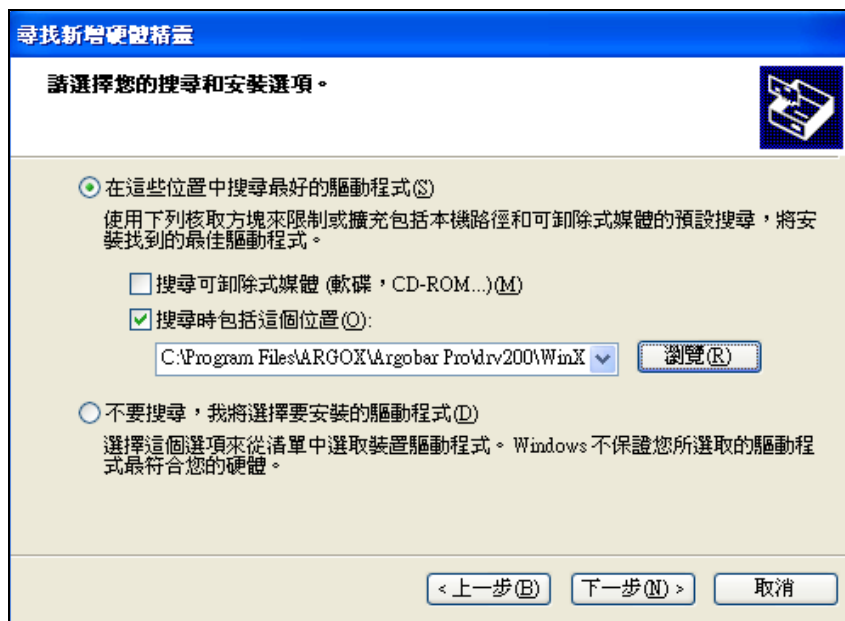 尋找新增硬體精靈
請選擇您的搜尋和安裝選項。
在這些位置中搜尋最好的驅動程式(S)
使用下列核取方塊來限制或擴充包括本機路徑和可卸除式媒體的預設搜尋，將安
裝找到的最佳驅動程式。
搜尋可卸除式媒體 (軟碟，CD-ROM...)(M)
搜尋時包括這個位置(O):
C:\Program Files\ARGOX\Argobar Pro\drv200\WinX
瀏覽(R)
不要搜尋，我將選擇要安裝的驅動程式(D)
選擇這個選項來從清單中選取裝置驅動程式。Windows 不保證您所選取的驅動程
式最符合您的硬體。
< 上一步(B) 下一步(N) > 取消